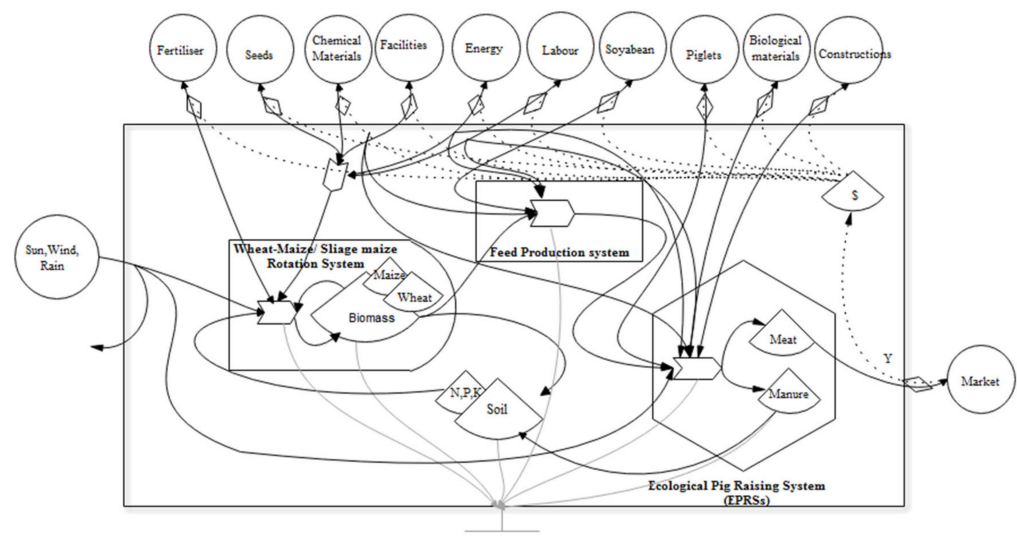 Fertiliser
Seeds
Chemical
Materials
Facilities
Energy
Labour
Soyabean
Piglets
Biological
materials
Constructions
$
Sun,Wind,
Rain
Wheat-Maize/ Sliage maize
Rotation System
Maize
Wheat
Biomass
Feed Production system
N,P,K
Soil
Meat
Manure
Y
Market
Ecological Pig Raising System
(EPRSs)